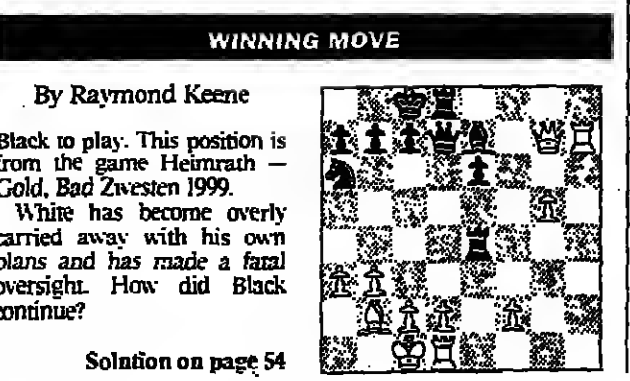 WINNING MOVE
By Raymond Keene
Black to play. This position is
from the game Heimrath —
Gold, Bad Zwesten 1999.
White has become overly
carried away with his own
plans and has made a fatal
oversight. How did Black
continue?
Solution on page 54